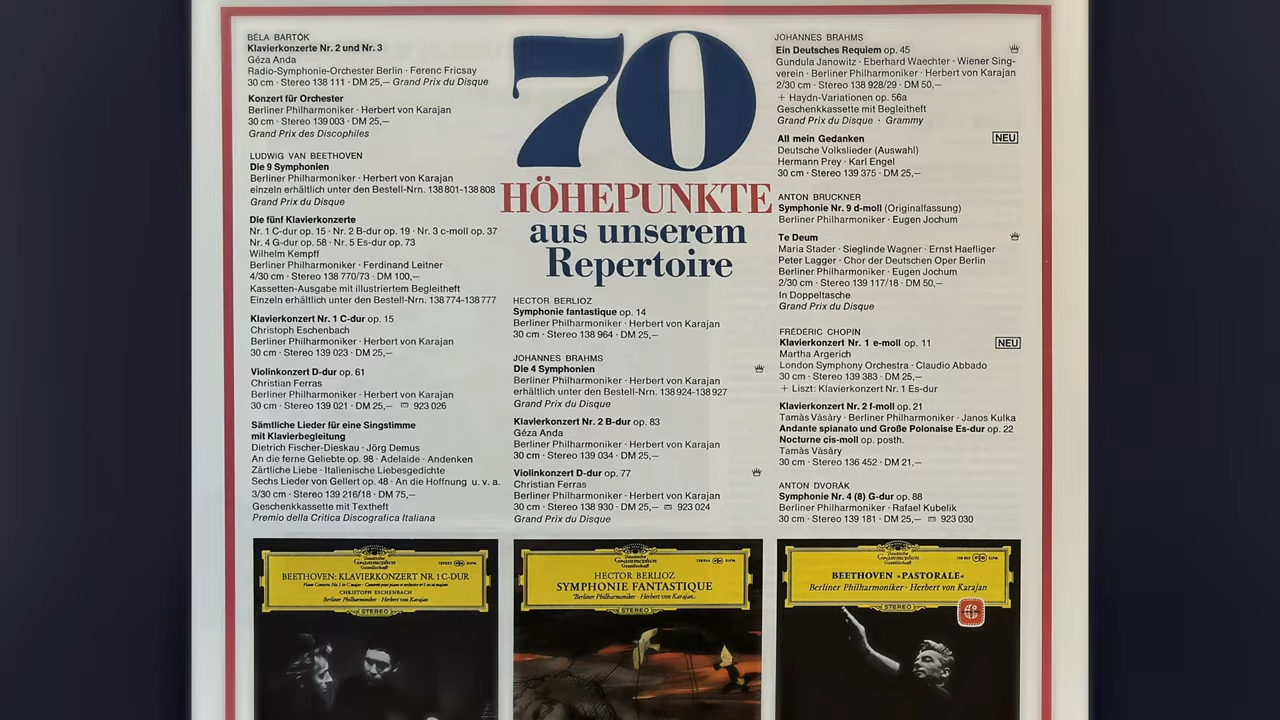 BÉLA BARTÓK
Klavierkonzerte Nr. 2 und Nr. 3
Géza Anda
Radio-Symphonie-Orchester Berlin · Ferenc Fricsay
30 cm · Stereo 138 111 · DM 25,— Grand Prix du Disque
Konzert für Orchester
Berliner Philharmoniker · Herbert von Karajan
30 cm · Stereo 139 003 · DM 25,—
Grand Prix des Discophiles
LUDWIG VAN BEETHOVEN
Die 9 Symphonien
Berliner Philharmoniker · Herbert von Karajan
einzeln erhältlich unter den Bestell-Nrn. 138 801-138 808
Grand Prix du Disque
Die fünf Klavierkonzerte
Nr. 1 C-dur op. 15 · Nr. 2 B-dur op. 19 · Nr. 3 c-moll op. 37
Nr. 4 G-dur op. 58 · Nr. 5 Es-dur op. 73
Wilhelm Kempff
Berliner Philharmoniker · Ferdinand Leitner
4/30 cm · Stereo 138 770/73 · DM 100,—
Kassetten-Ausgabe mit illustriertem Begleitheft
Einzeln erhältlich unter den Bestell-Nrn. 138 774-138 777
Klavierkonzert Nr. 1 C-dur op. 15
Christoph Eschenbach
Berliner Philharmoniker · Herbert von Karajan
30 cm · Stereo 139 023 · DM 25,—
Violinkonzert D-dur op. 61
Christian Ferras
Berliner Philharmoniker · Herbert von Karajan
30 cm · Stereo 139 021 · DM 25,— 923 026
Sämtliche Lieder für eine Singstimme
mit Klavierbegleitung
Dietrich Fischer-Dieskau · Jörg Demus
An die ferne Geliebte op. 98 · Adelaide · Andenken
Zärtliche Liebe · Italienische Liebesgedichte
Sechs Lieder von Gellert op. 48 · An die Hoffnung u. v. a.
3/30 cm · Stereo 139 216/18 · DM 75,—
Geschenkkassette mit Textheft
Premio della Critica Discografica Italiana
70
HÖHEPUNKTE
aus unserem
Repertoire
HECTOR BERLIOZ
Symphonie fantastique op. 14
Berliner Philharmoniker · Herbert von Karajan
30 cm · Stereo 138 964 · DM 25,—
JOHANNES BRAHMS
Die 4 Symphonien
Berliner Philharmoniker · Herbert von Karajan
erhältlich unter den Bestell-Nrn. 138 924-138 927
Grand Prix du Disque
Klavierkonzert Nr. 2 B-dur op. 83
Géza Anda
Berliner Philharmoniker · Herbert von Karajan
30 cm · Stereo 139 034 · DM 25,—
Violinkonzert D-dur op. 77
Christian Ferras
Berliner Philharmoniker · Herbert von Karajan
30 cm · Stereo 138 930 · DM 25,— 923 024
Grand Prix du Disque
JOHANNES BRAHMS
Ein Deutsches Requiem op. 45
Gundula Janowitz · Eberhard Waechter · Wiener Sing-
verein · Berliner Philharmoniker · Herbert von Karajan
2/30 cm · Stereo 138 928/29 · DM 50,—
+ Haydn-Variationen op. 56a
Geschenkkassette mit Begleitheft
Grand Prix du Disque · Grammy
All mein Gedanken NEU
Deutsche Volkslieder (Auswahl)
Hermann Prey · Karl Engel
30 cm · Stereo 139 375 · DM 25,—
ANTON BRUCKNER
Symphonie Nr. 9 d-moll (Originalfassung)
Berliner Philharmoniker · Eugen Jochum
Te Deum
Maria Stader · Sieglinde Wagner · Ernst Haefliger
Peter Lagger · Chor der Deutschen Oper Berlin
Berliner Philharmoniker · Eugen Jochum
2/30 cm · Stereo 139 117/18 · DM 50,—
In Doppeltasche
Grand Prix du Disque
FRÉDÉRIC CHOPIN
Klavierkonzert Nr. 1 e-moll op. 11 NEU
Martha Argerich
London Symphony Orchestra · Claudio Abbado
30 cm · Stereo 139 383 · DM 25,—
+ Liszt: Klavierkonzert Nr. 1 Es-dur
Klavierkonzert Nr. 2 f-moll op. 21
Tamàs Vàsàry · Berliner Philharmoniker · Janos Kulka
Andante spianato und Große Polonaise Es-dur op. 22
Nocturne cis-moll op. posth.
Tamàs Vàsàry
30 cm · Stereo 136 452 · DM 21,—
ANTON DVORÁK
Symphonie Nr. 4 (8) G-dur op. 88
Berliner Philharmoniker · Rafael Kubelik
30 cm · Stereo 139 181 · DM 25,— 923 030
Deutsche
Grammophon
Gesellschaft
139023 SLPM
BEETHOVEN: KLAVIERKONZERT NR. 1 C-DUR
CHRISTOPH ESCHENBACH
Berliner Philharmoniker · Herbert von Karajan
STEREO
Deutsche
Grammophon
Gesellschaft
138964 SLPM
HECTOR BERLIOZ
SYMPHONIE FANTASTIQUE
Berliner Philharmoniker · Herbert von Karajan
STEREO
Deutsche
Grammophon
Gesellschaft
138 805 SLPM
BEETHOVEN »PASTORALE«
Berliner Philharmoniker · Herbert von Karajan
STEREO